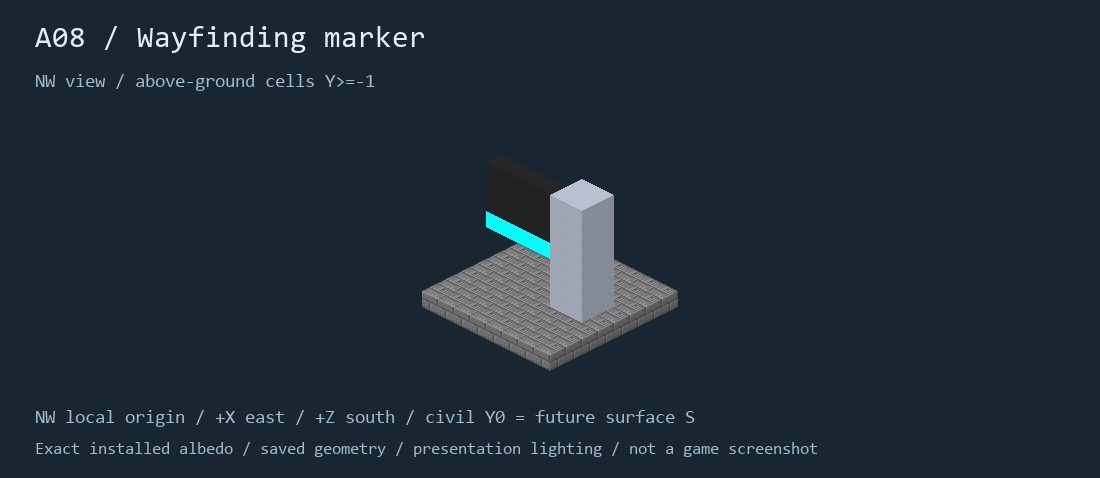 A08 / Wayfinding marker
NW view / above-ground cells Y>=-1
NW local origin / +X east / +Z south / civil Y0 = future surface S
Exact installed albedo / saved geometry / presentation lighting / not a game screenshot